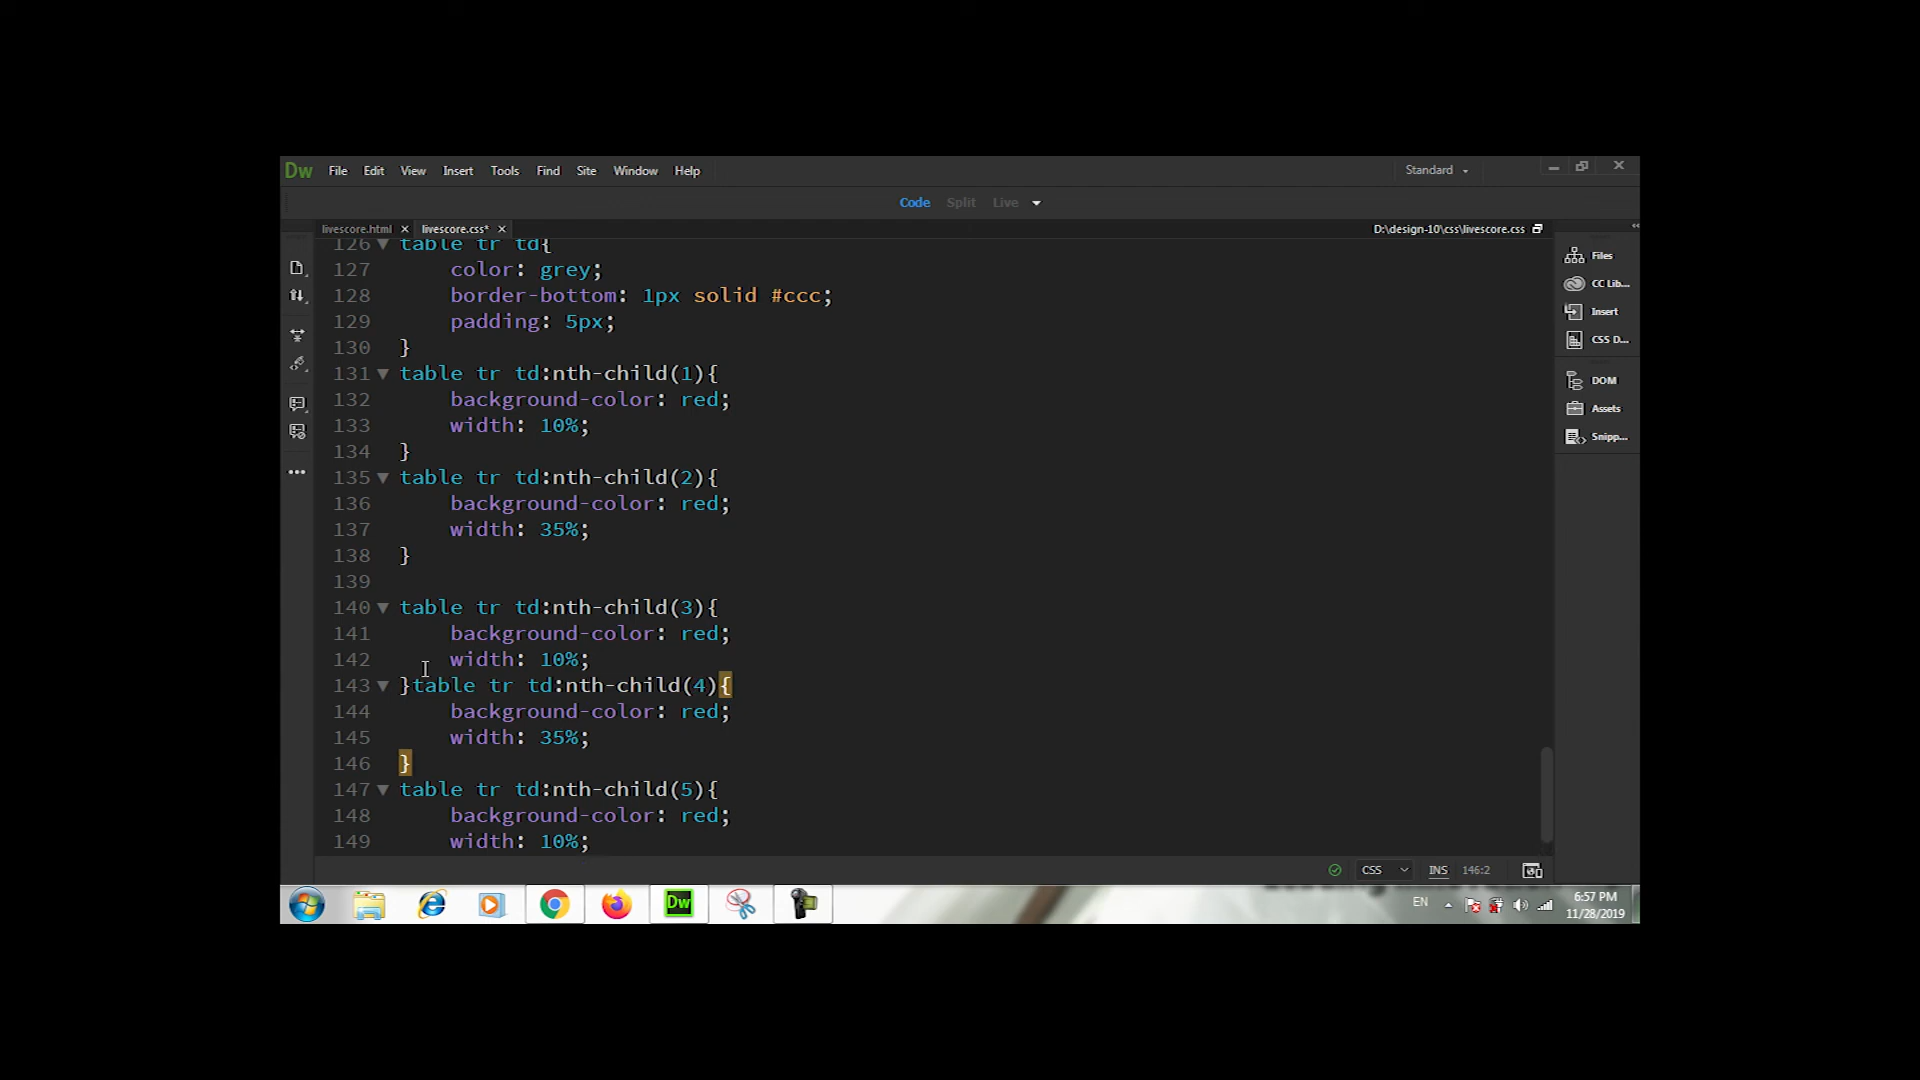 Dw File Edit View Insert Tools Find Site Window Help Standard
Code Split Live
livescore.html × livescore.css* × D:\design-10\css\livescore.css
126 table tr td{
127 color: grey;
128 border-bottom: 1px solid #ccc;
129 padding: 5px;
130 }
131 table tr td:nth-child(1){
132 background-color: red;
133 width: 10%;
134 }
135 table tr td:nth-child(2){
136 background-color: red;
137 width: 35%;
138 }
139
140 table tr td:nth-child(3){
141 background-color: red;
142 width: 10%;
143 }table tr td:nth-child(4){
144 background-color: red;
145 width: 35%;
146 }
147 table tr td:nth-child(5){
148 background-color: red;
149 width: 10%;
Files
CC Lib...
Insert
CSS D...
DOM
Assets
Snipp...
CSS INS 146:2
Dw
EN
6:57 PM
11/28/2019